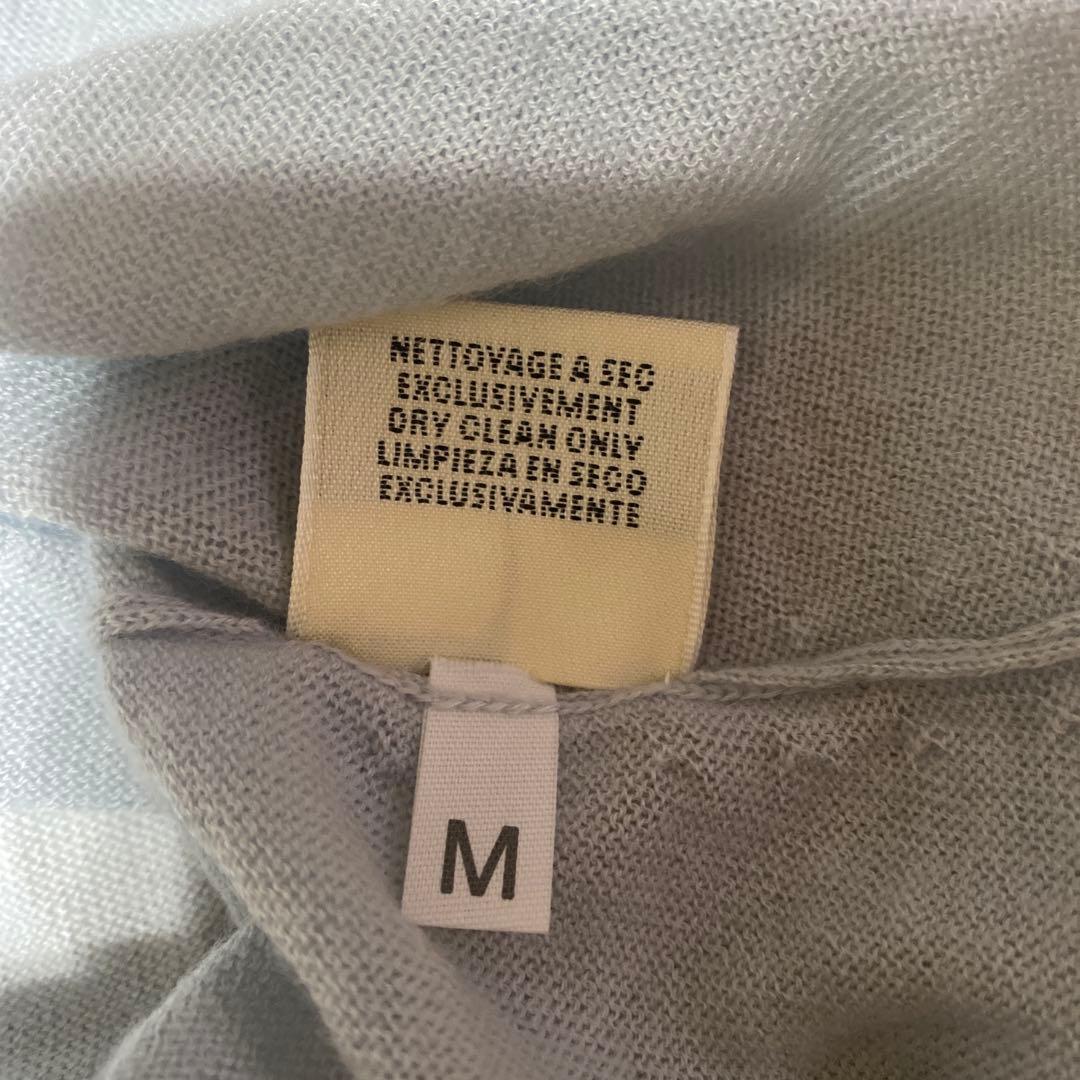 NETTOYAGE A SEC
EXCLUSIVEMENT
DRY CLEAN ONLY
LIMPIEZA EN SECO
EXCLUSIVAMENTE
M